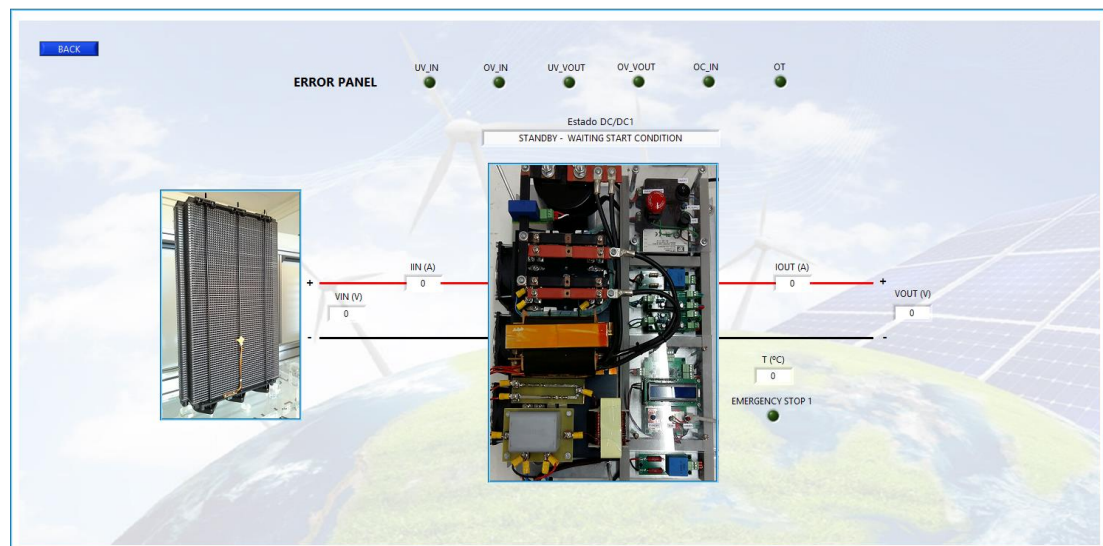 BACK
ERROR PANEL
UV_IN
OV_IN
UV_VOUT
OV_VOUT
OC_IN
OT
Estado DC/DC1
STANDBY - WAITING START CONDITION
IIN (A)
0
+
VIN (V)
0
-
IOUT (A)
0
+
VOUT (V)
0
-
T (ºC)
0
EMERGENCY STOP 1